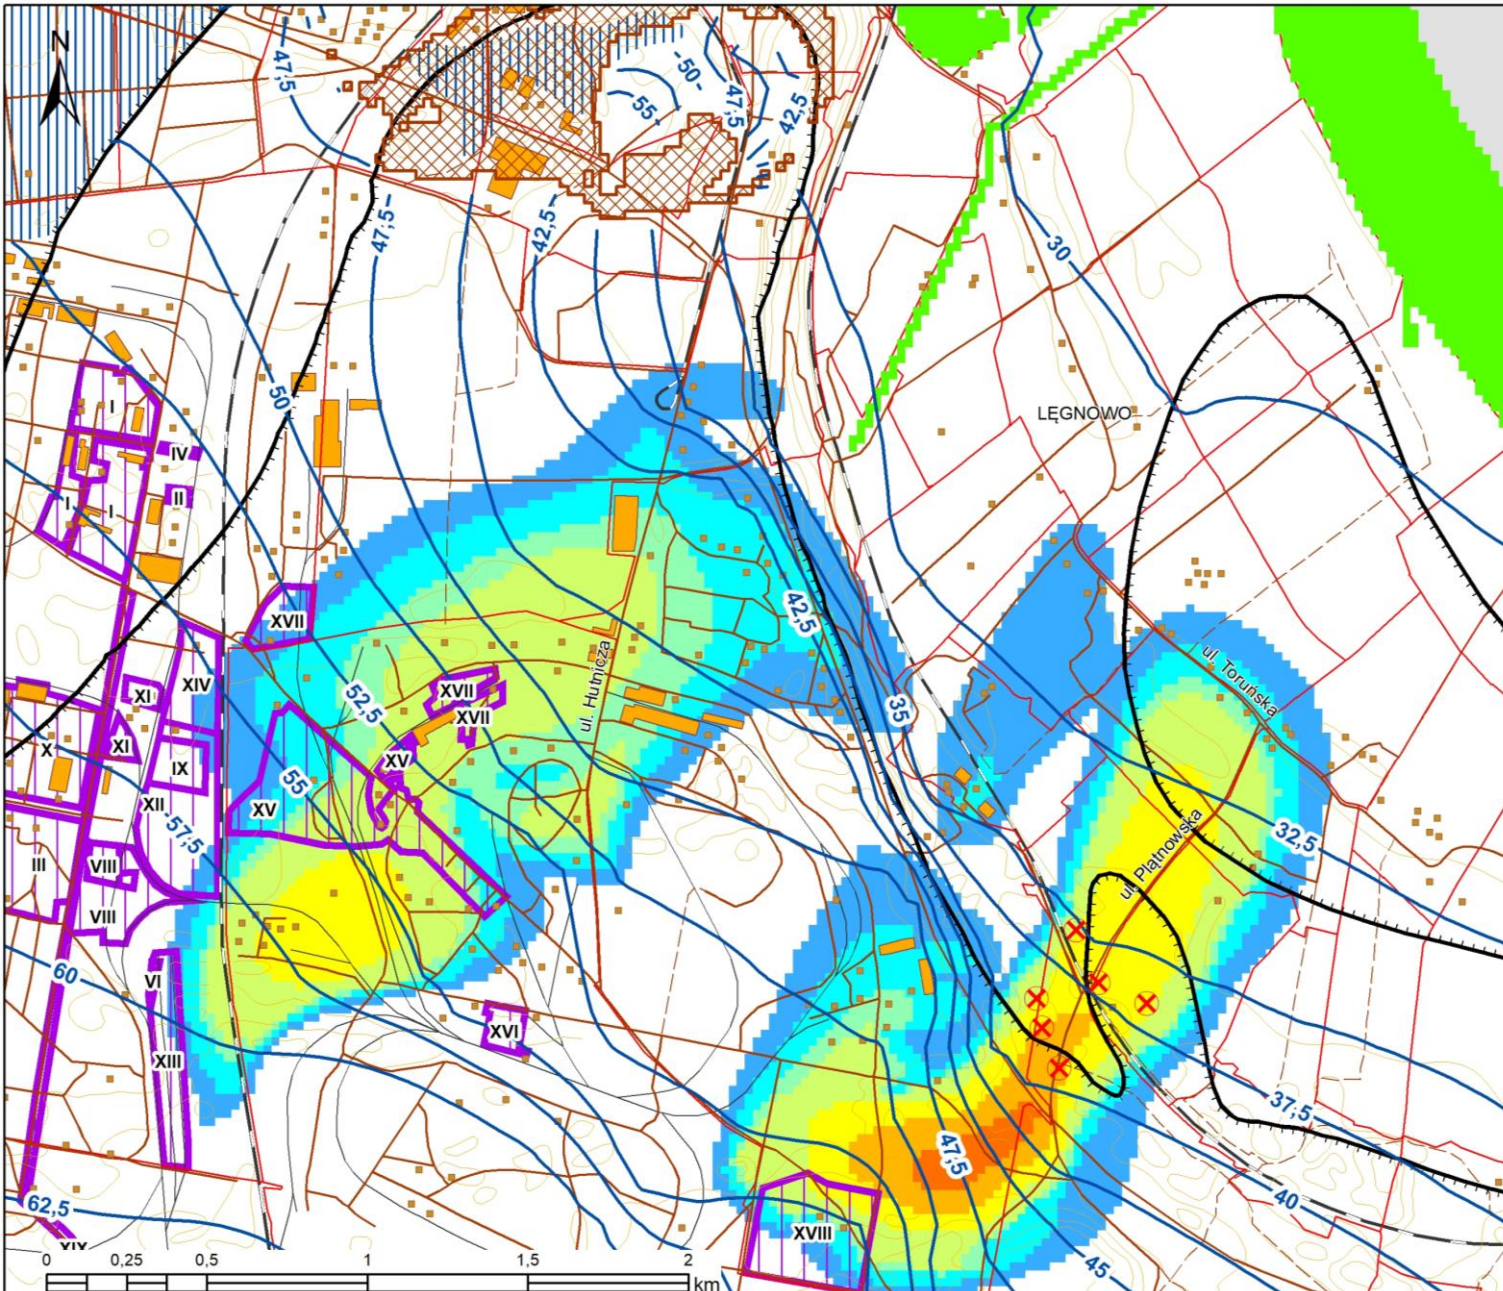 N
47,5
-50-
55-
47,5
42,5
47,5-
42,5-
30
50
LĘGNOWO
I
IV
II
I
I
42,5
XVII
ul. Hutnicza
ul. Toruńska
XIV
XI
52,5
XVII
XVII
35
X
XI
IX
XV
55
XV
XII
-57,5
32,5
ul. Plątnowska
III
VIII
VIII
60
VI
XVI
XIII
37,5
47,5
40
62,5
XVIII
XIX
45
0 0,25 0,5 1 1,5 2
km